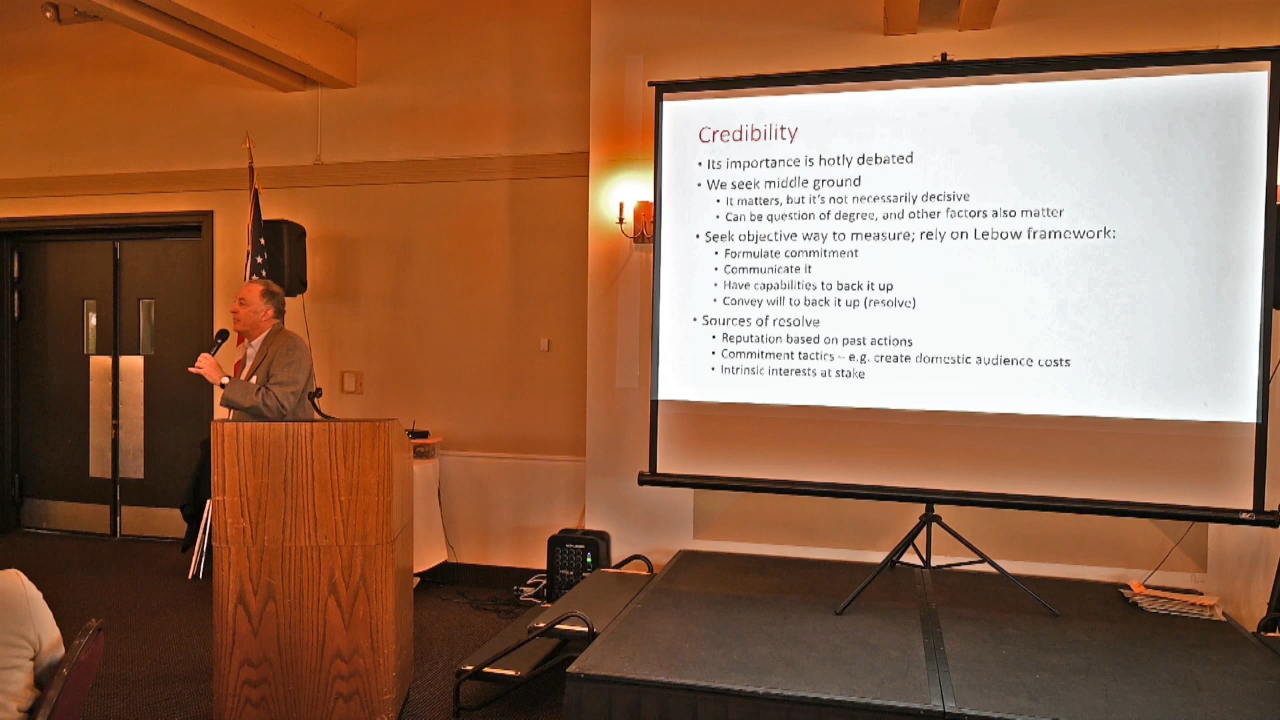 Credibility
• Its importance is hotly debated
• We seek middle ground
• It matters, but it's not necessarily decisive
• Can be question of degree, and other factors also matter
• Seek objective way to measure; rely on Lebow framework:
• Formulate commitment
• Communicate it
• Have capabilities to back it up
• Convey will to back it up (resolve)
• Sources of resolve
• Reputation based on past actions
• Commitment tactics – e.g. create domestic audience costs
• Intrinsic interests at stake